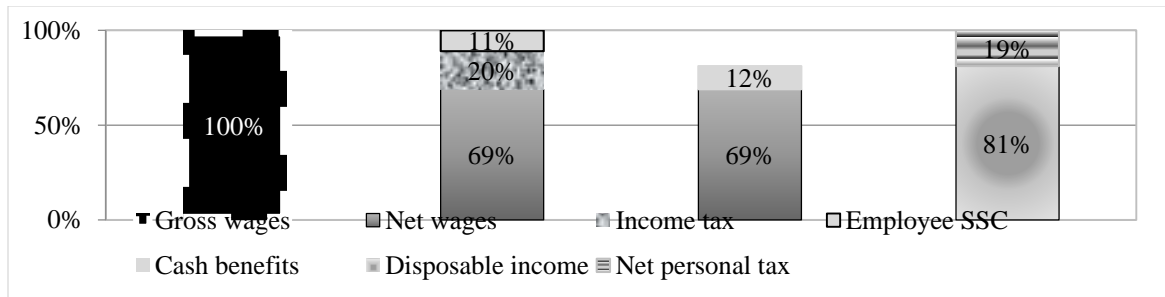 100%
11%
19%
20%
12%
50%
100%
69%
69%
81%
0%
Gross wages
Net wages
Income tax
Employee SSC
Cash benefits
Disposable income
Net personal tax